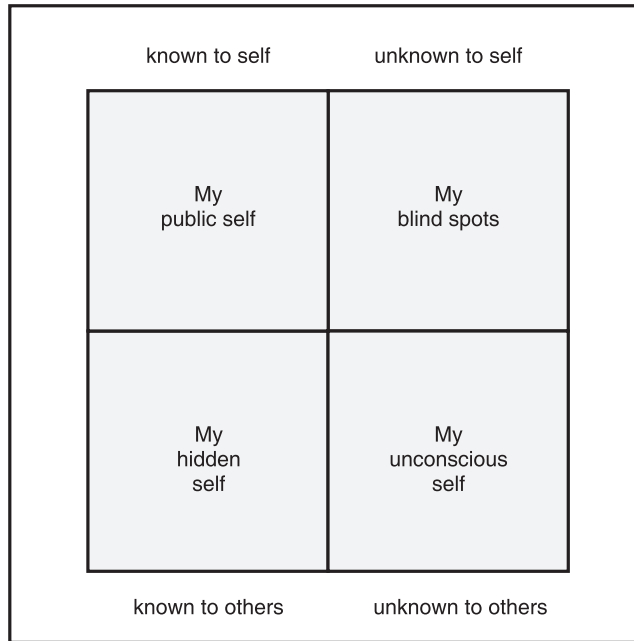 known to self
unknown to self
My
public self
My
blind spots
My
hidden
self
My
unconscious
self
known to others
unknown to others